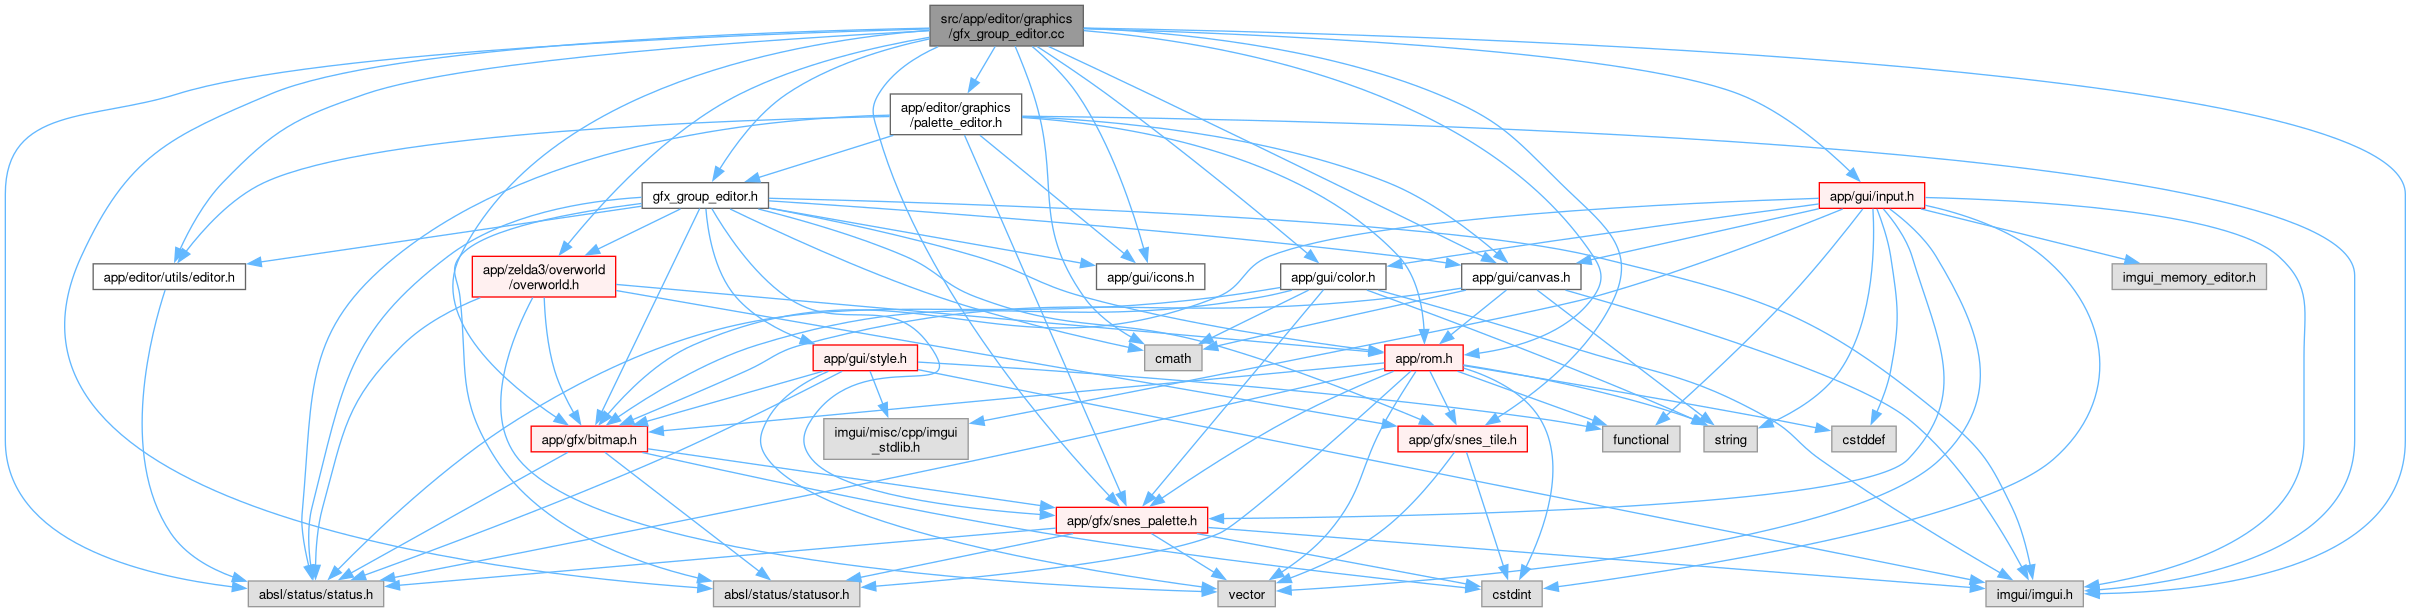 src/app/editor/graphics
/gfx_group_editor.cc
app/editor/graphics
/palette_editor.h
gfx_group_editor.h
app/gui/input.h
app/editor/utils/editor.h
app/zelda3/overworld
/overworld.h
app/gui/icons.h
app/gui/color.h
app/gui/canvas.h
imgui_memory_editor.h
app/gui/style.h
cmath
app/rom.h
app/gfx/bitmap.h
imgui/misc/cpp/imgui
_stdlib.h
app/gfx/snes_tile.h
functional
string
cstddef
app/gfx/snes_palette.h
absl/status/status.h
absl/status/statusor.h
vector
cstdint
imgui/imgui.h